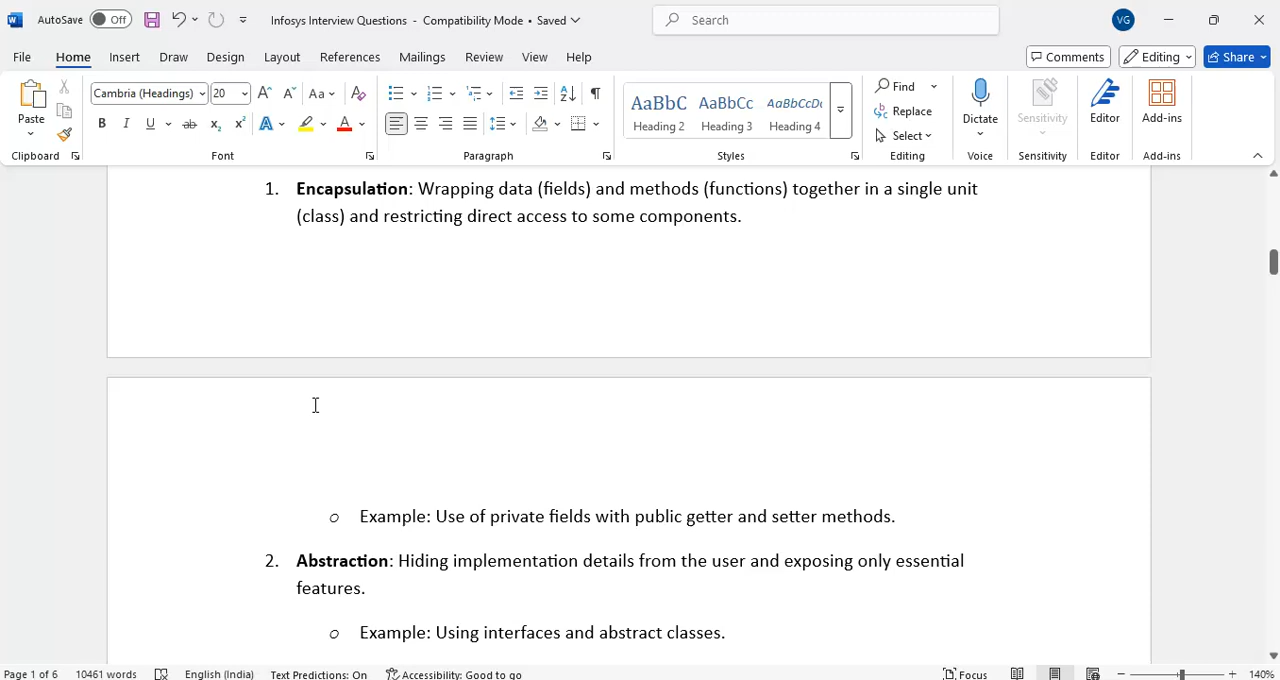 AutoSave Off Infosys Interview Questions - Compatibility Mode • Saved Search VG
File Home Insert Draw Design Layout References Mailings Review View Help Comments Editing Share
Paste Cambria (Headings) 20 Aa AaBbC AaBbCc AaBbCcDc Find Dictate Sensitivity Editor Add-ins
Heading 2 Heading 3 Heading 4 Replace
B I U ab x₂ x² A A Select
Clipboard Font Paragraph Styles Editing Voice Sensitivity Editor Add-ins
1. Encapsulation: Wrapping data (fields) and methods (functions) together in a single unit
(class) and restricting direct access to some components.
o Example: Use of private fields with public getter and setter methods.
2. Abstraction: Hiding implementation details from the user and exposing only essential
features.
o Example: Using interfaces and abstract classes.
Page 1 of 6 10461 words English (India) Text Predictions: On Accessibility: Good to go Focus 140%